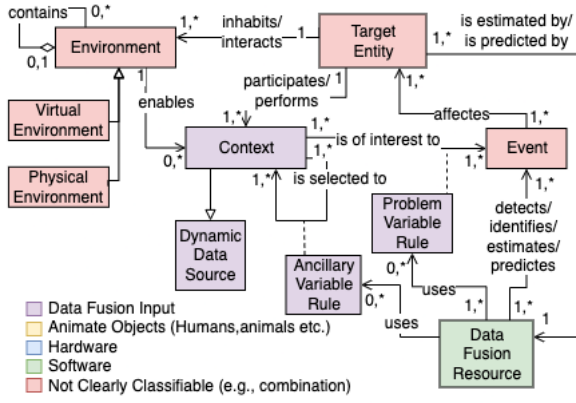 contains
0,*
0,1
Environment
1,*
inhabits/
interacts
1
Target
Entity
1,*
is estimated by/
is predicted by
Virtual
Environment
Physical
Environment
1
enables
0,*
participates/
performs
1
1,*
1,*
affectes
1,*
Context
1,*
is of interest to
1,*
1,*
is selected to
1,*
Event
1,*
Dynamic
Data
Source
Ancillary
Variable
Rule
Problem
Variable
Rule
detects/
identifies/
estimates/
predictes
0,*
uses
1,*
1,*
0,*
uses
1
Data
Fusion
Resource
Data Fusion Input
Animate Objects (Humans,animals etc.)
Hardware
Software
Not Clearly Classifiable (e.g., combination)